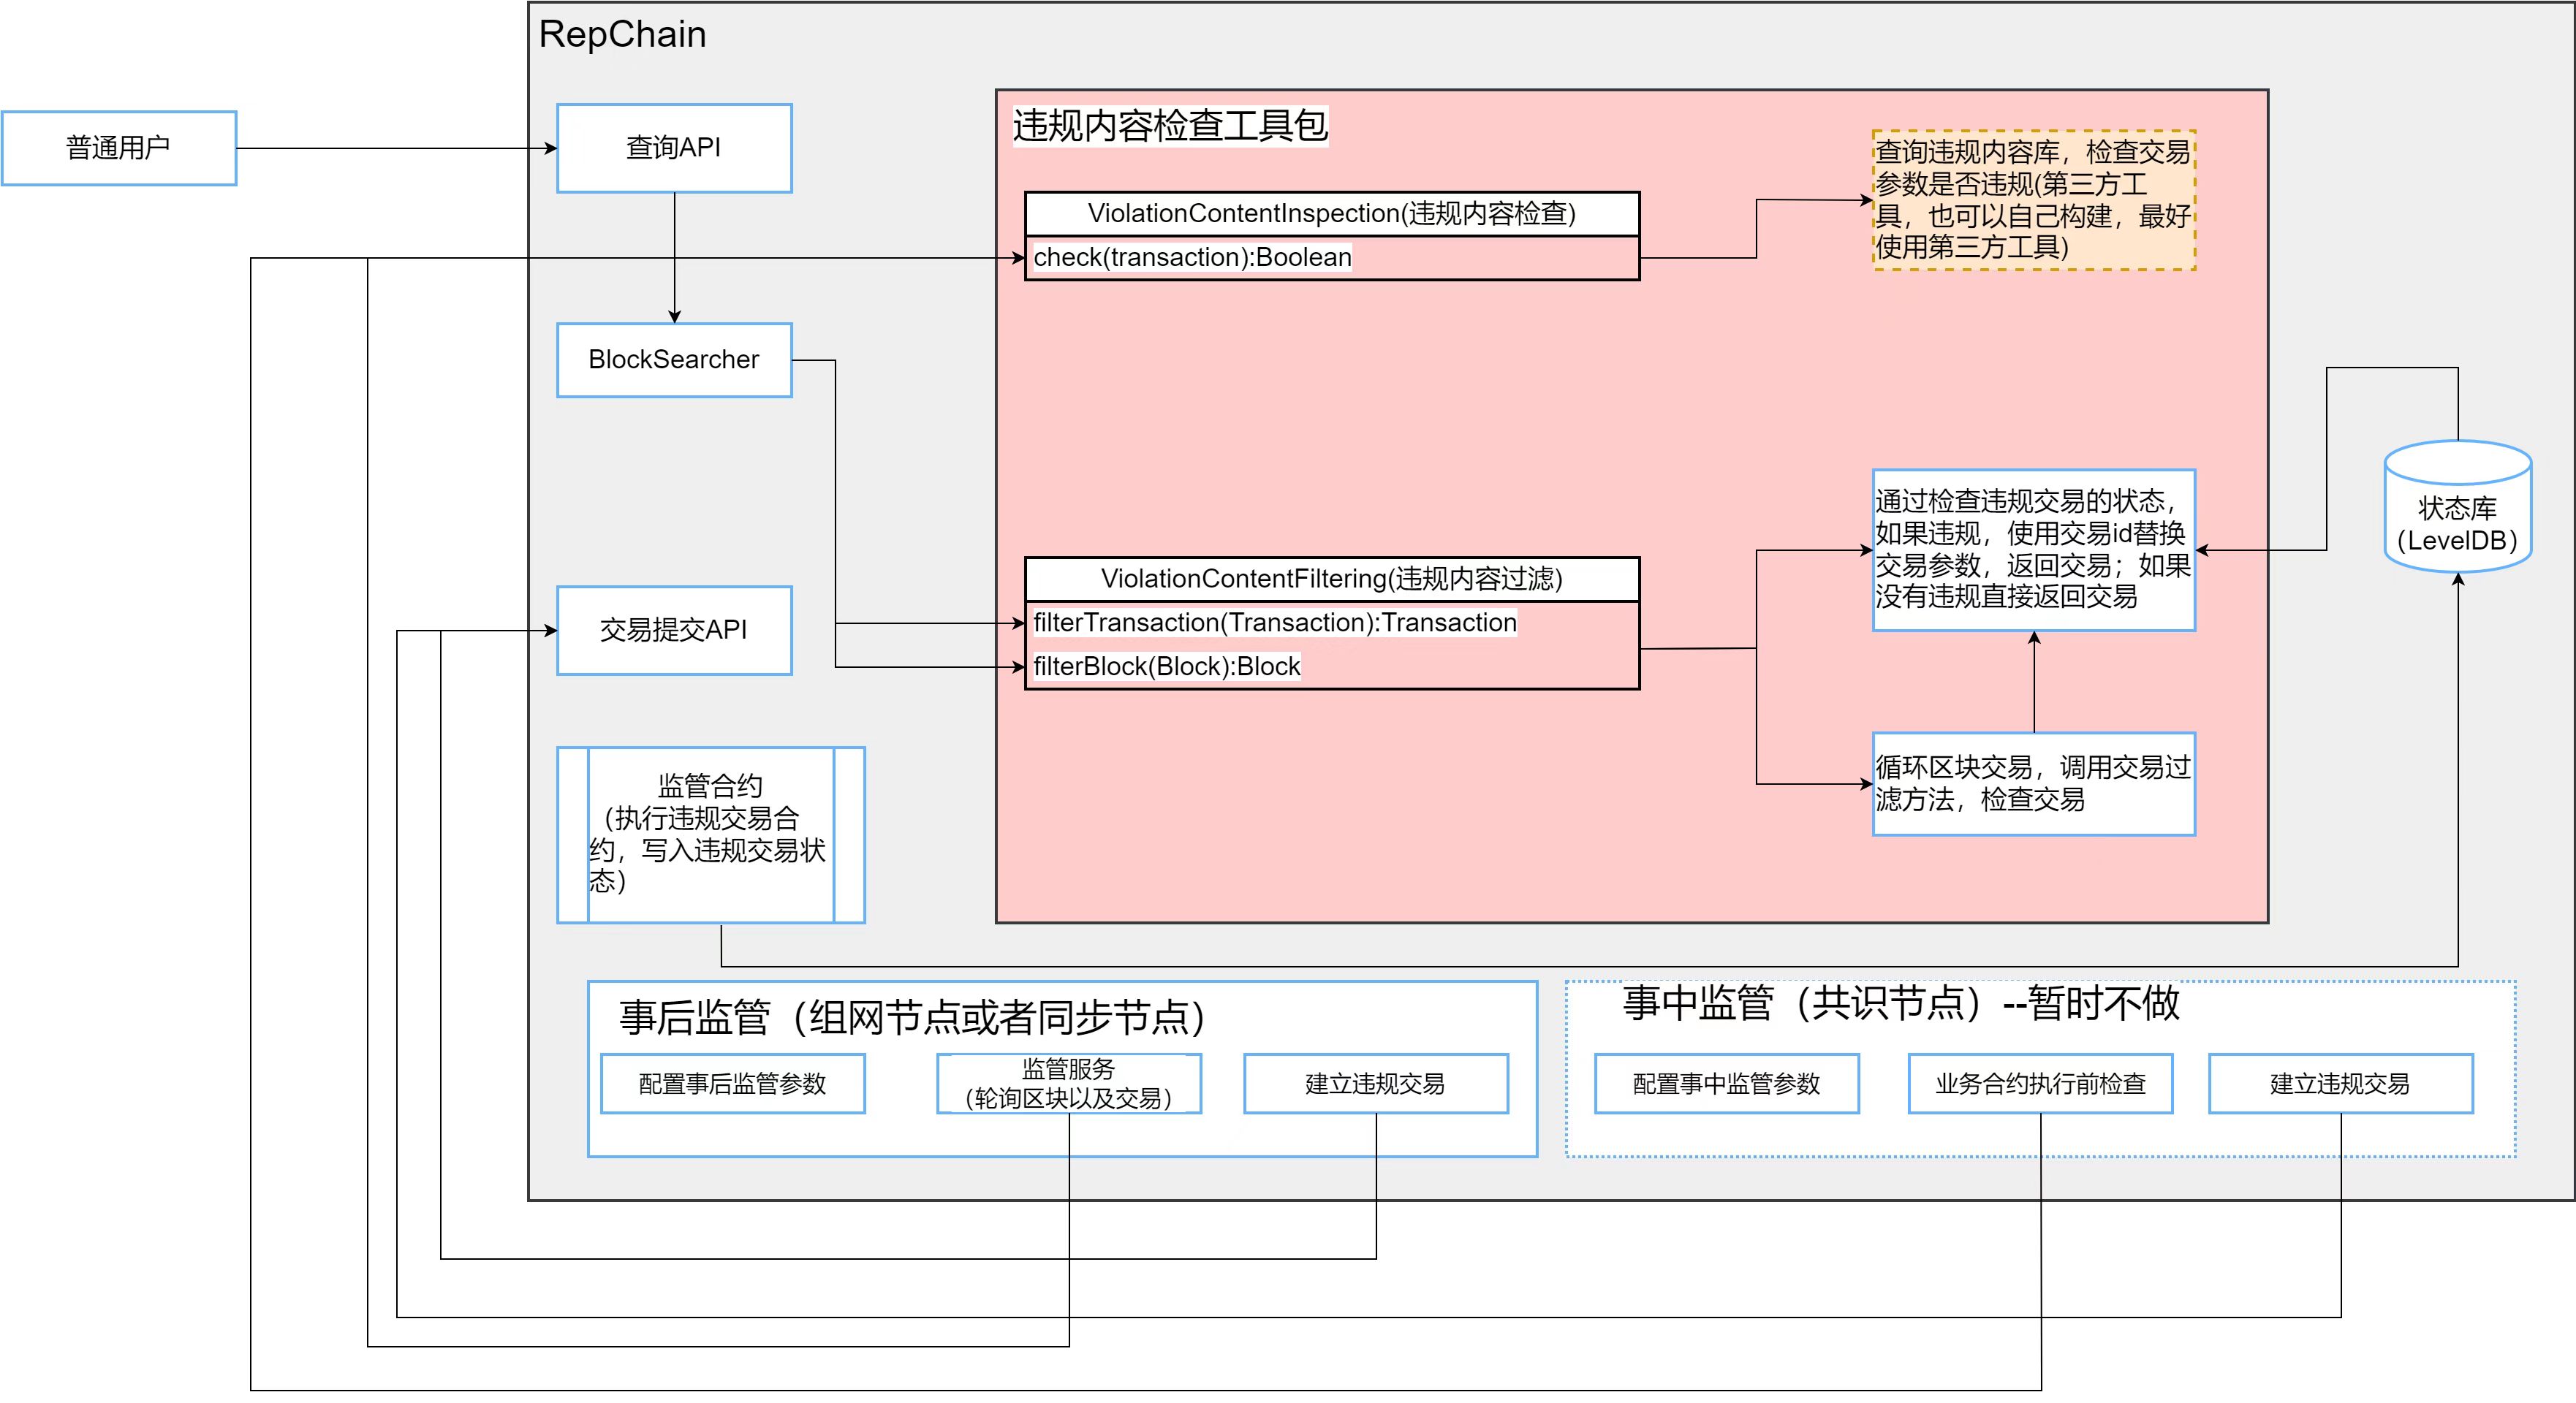 RepChain
普通用户
查询API
违规内容检查工具包
查询违规内容库，检查交易
参数是否违规(第三方工
具，也可以自己构建，最好
使用第三方工具)
ViolationContentInspection(违规内容检查)
check(transaction):Boolean
BlockSearcher
通过检查违规交易的状态，
如果违规，使用交易id替换
交易参数，返回交易；如果
没有违规直接返回交易
状态库
（LevelDB）
ViolationContentFiltering(违规内容过滤)
filterTransaction(Transaction):Transaction
filterBlock(Block):Block
交易提交API
循环区块交易，调用交易过
滤方法，检查交易
监管合约
（执行违规交易合
约，写入违规交易状
态）
事后监管（组网节点或者同步节点）
配置事后监管参数
监管服务
（轮询区块以及交易）
建立违规交易
事中监管（共识节点）--暂时不做
配置事中监管参数
业务合约执行前检查
建立违规交易